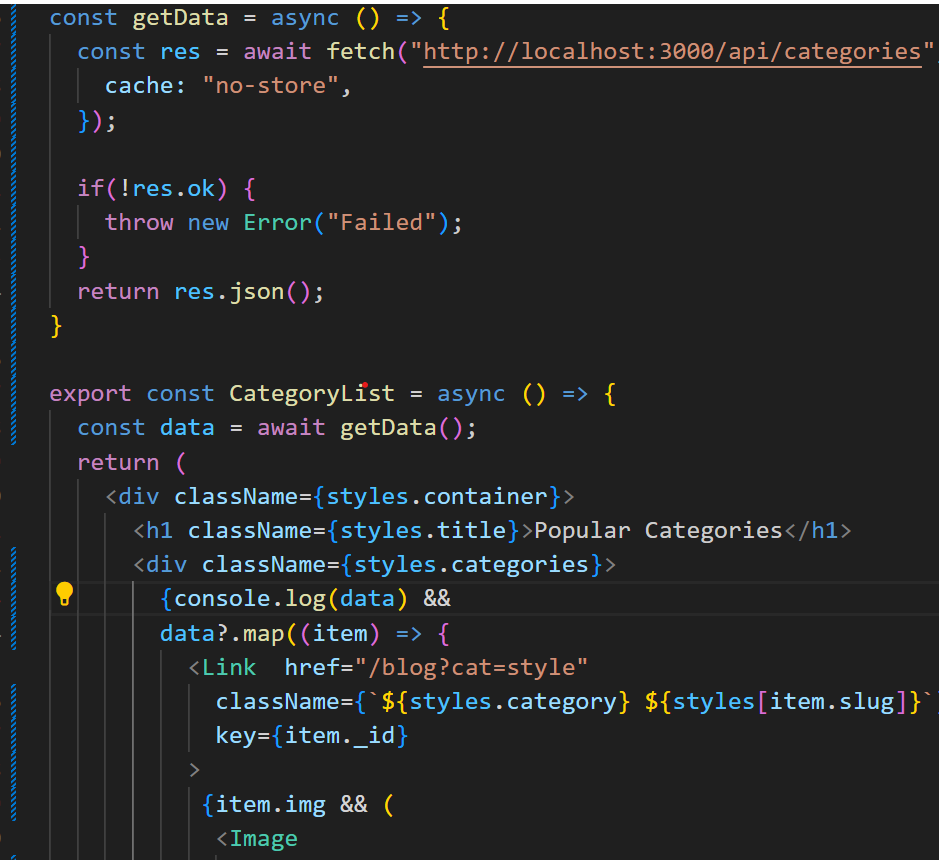 const getData = async () => {
const res = await fetch("http://localhost:3000/api/categories",
cache: "no-store",
});
if(!res.ok) {
throw new Error("Failed");
}
return res.json();
}
export const CategoryList = async () => {
const data = await getData();
return (
<div className={styles.container}>
<h1 className={styles.title}>Popular Categories</h1>
<div className={styles.categories}>
{console.log(data) &&
data?.map((item) => {
<Link  href="/blog?cat=style"
className={`${styles.category} ${styles[item.slug]}`}
key={item._id}
>
{item.img && (
<Image